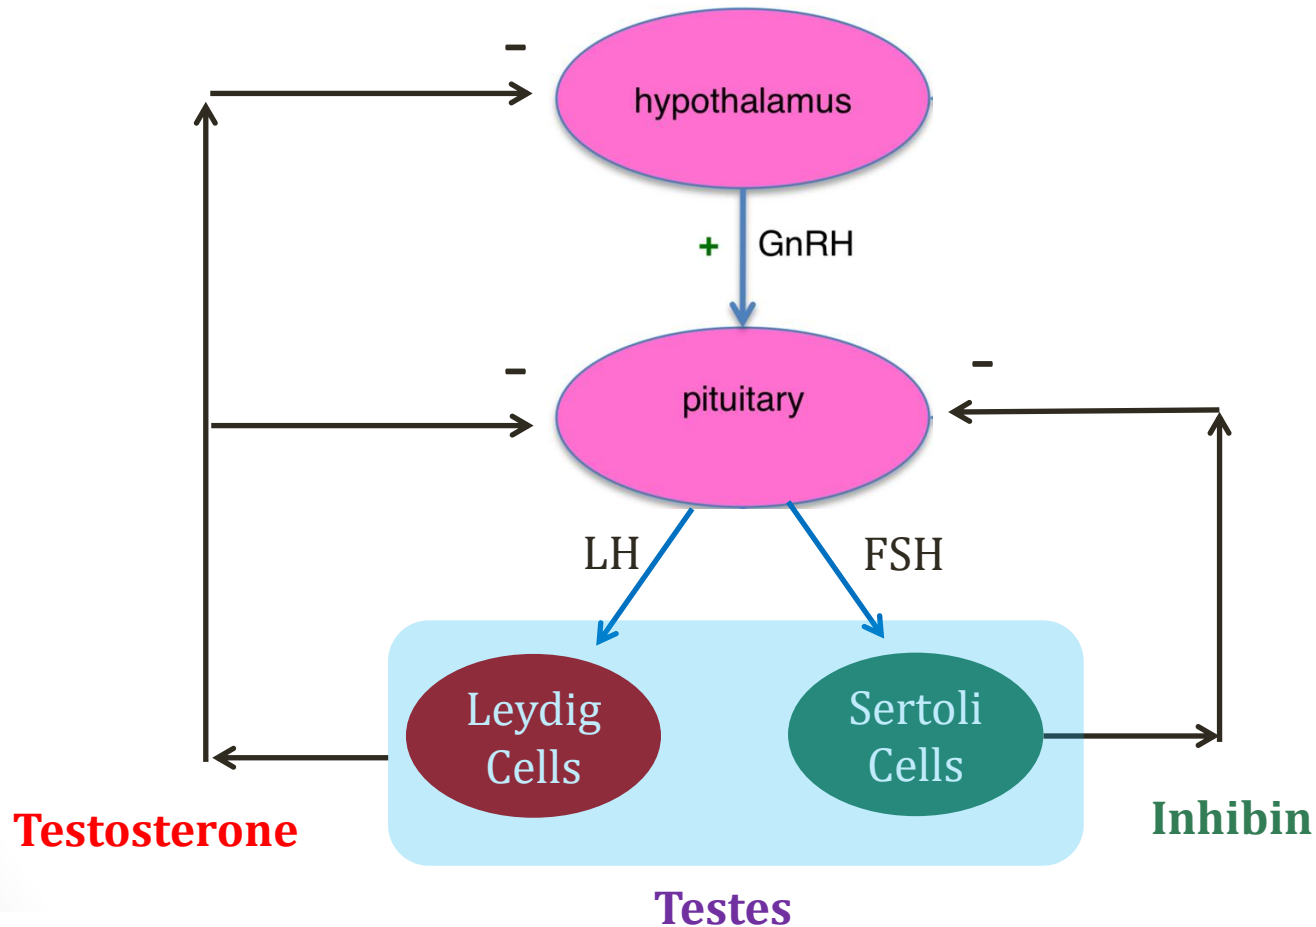 -
hypothalamus
+ GnRH
- -
pituitary
LH FSH
Leydig
Cells
Sertoli
Cells
Testosterone
Inhibin
Testes